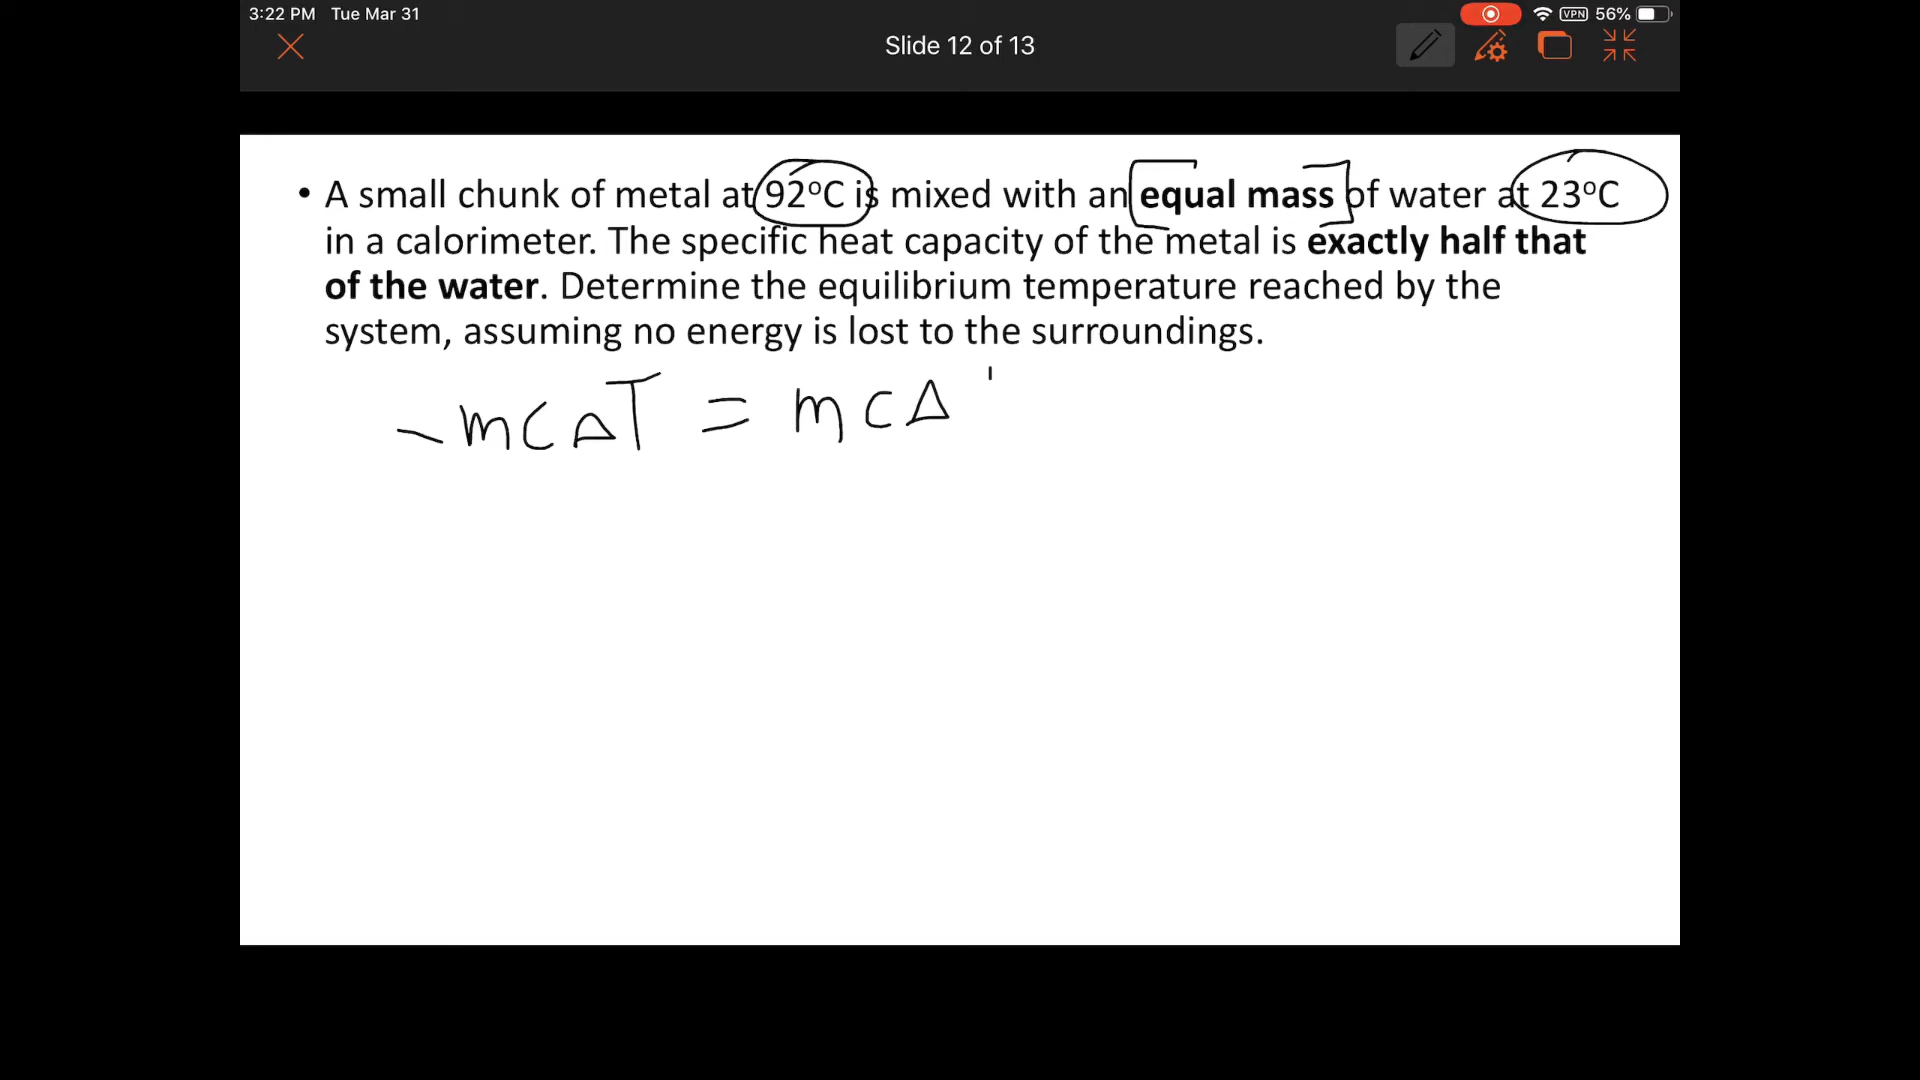 3:22 PM Tue Mar 31
VPN 56%
Slide 12 of 13
• A small chunk of metal at 92°C is mixed with an equal mass of water at 23°C
in a calorimeter. The specific heat capacity of the metal is exactly half that
of the water. Determine the equilibrium temperature reached by the
system, assuming no energy is lost to the surroundings.
-mCΔT = mCΔ